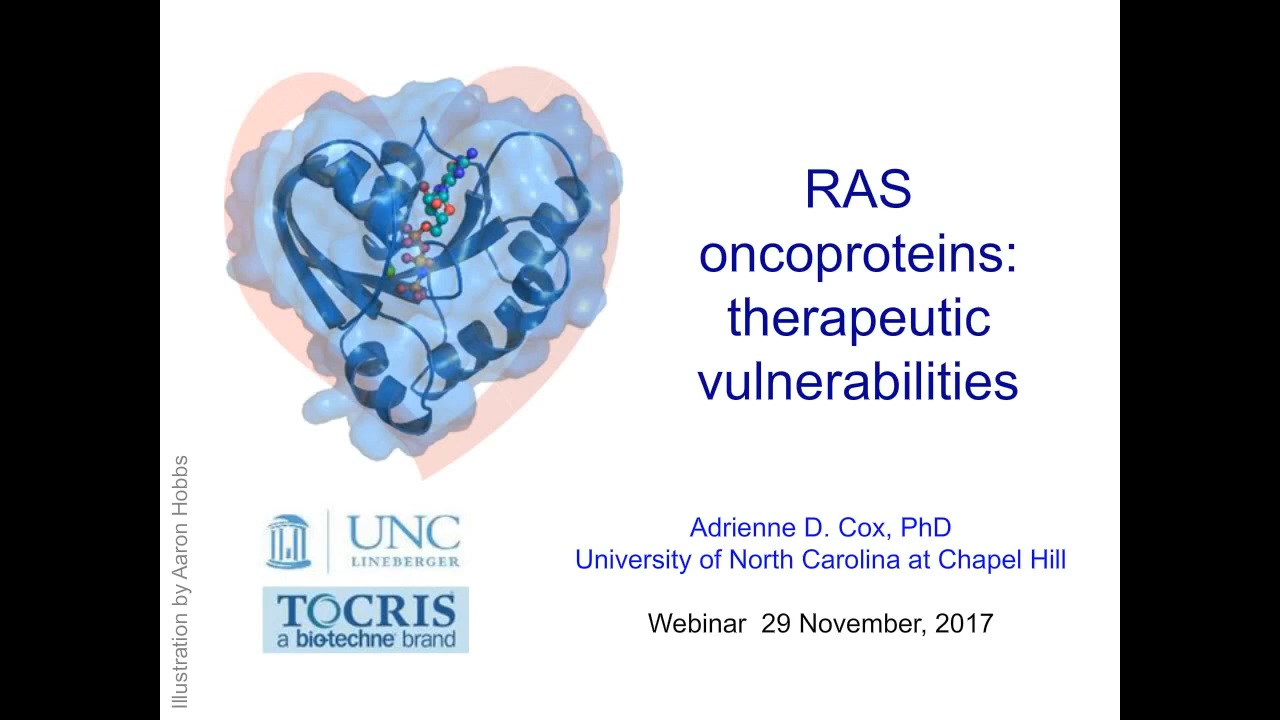 RAS
oncoproteins:
therapeutic
vulnerabilities
Adrienne D. Cox, PhD
University of North Carolina at Chapel Hill
Webinar 29 November, 2017
UNC
LINEBERGER
TOCRIS
a biotechne brand
Illustration by Aaron Hobbs